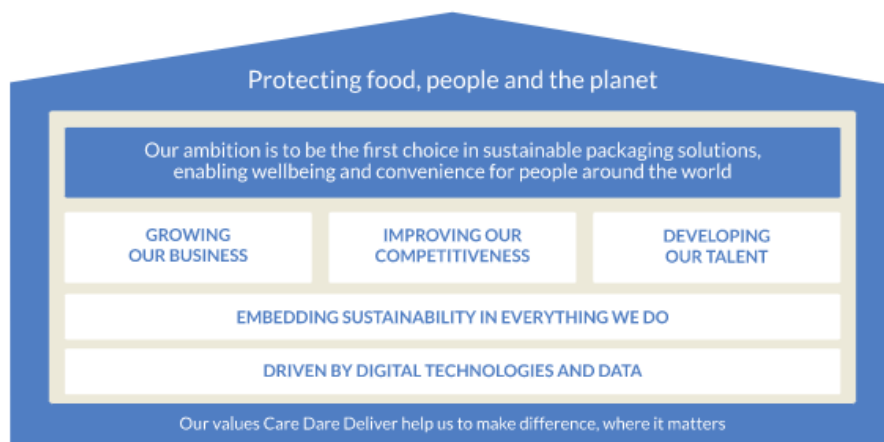 Protecting food, people and the planet
Our ambition is to be the first choice in sustainable packaging solutions,
enabling wellbeing and convenience for people around the world
GROWING
OUR BUSINESS
IMPROVING OUR
COMPETITIVENESS
DEVELOPING
OUR TALENT
EMBEDDING SUSTAINABILITY IN EVERYTHING WE DO
DRIVEN BY DIGITAL TECHNOLOGIES AND DATA
Our values Care Dare Deliver help us to make difference, where it matters